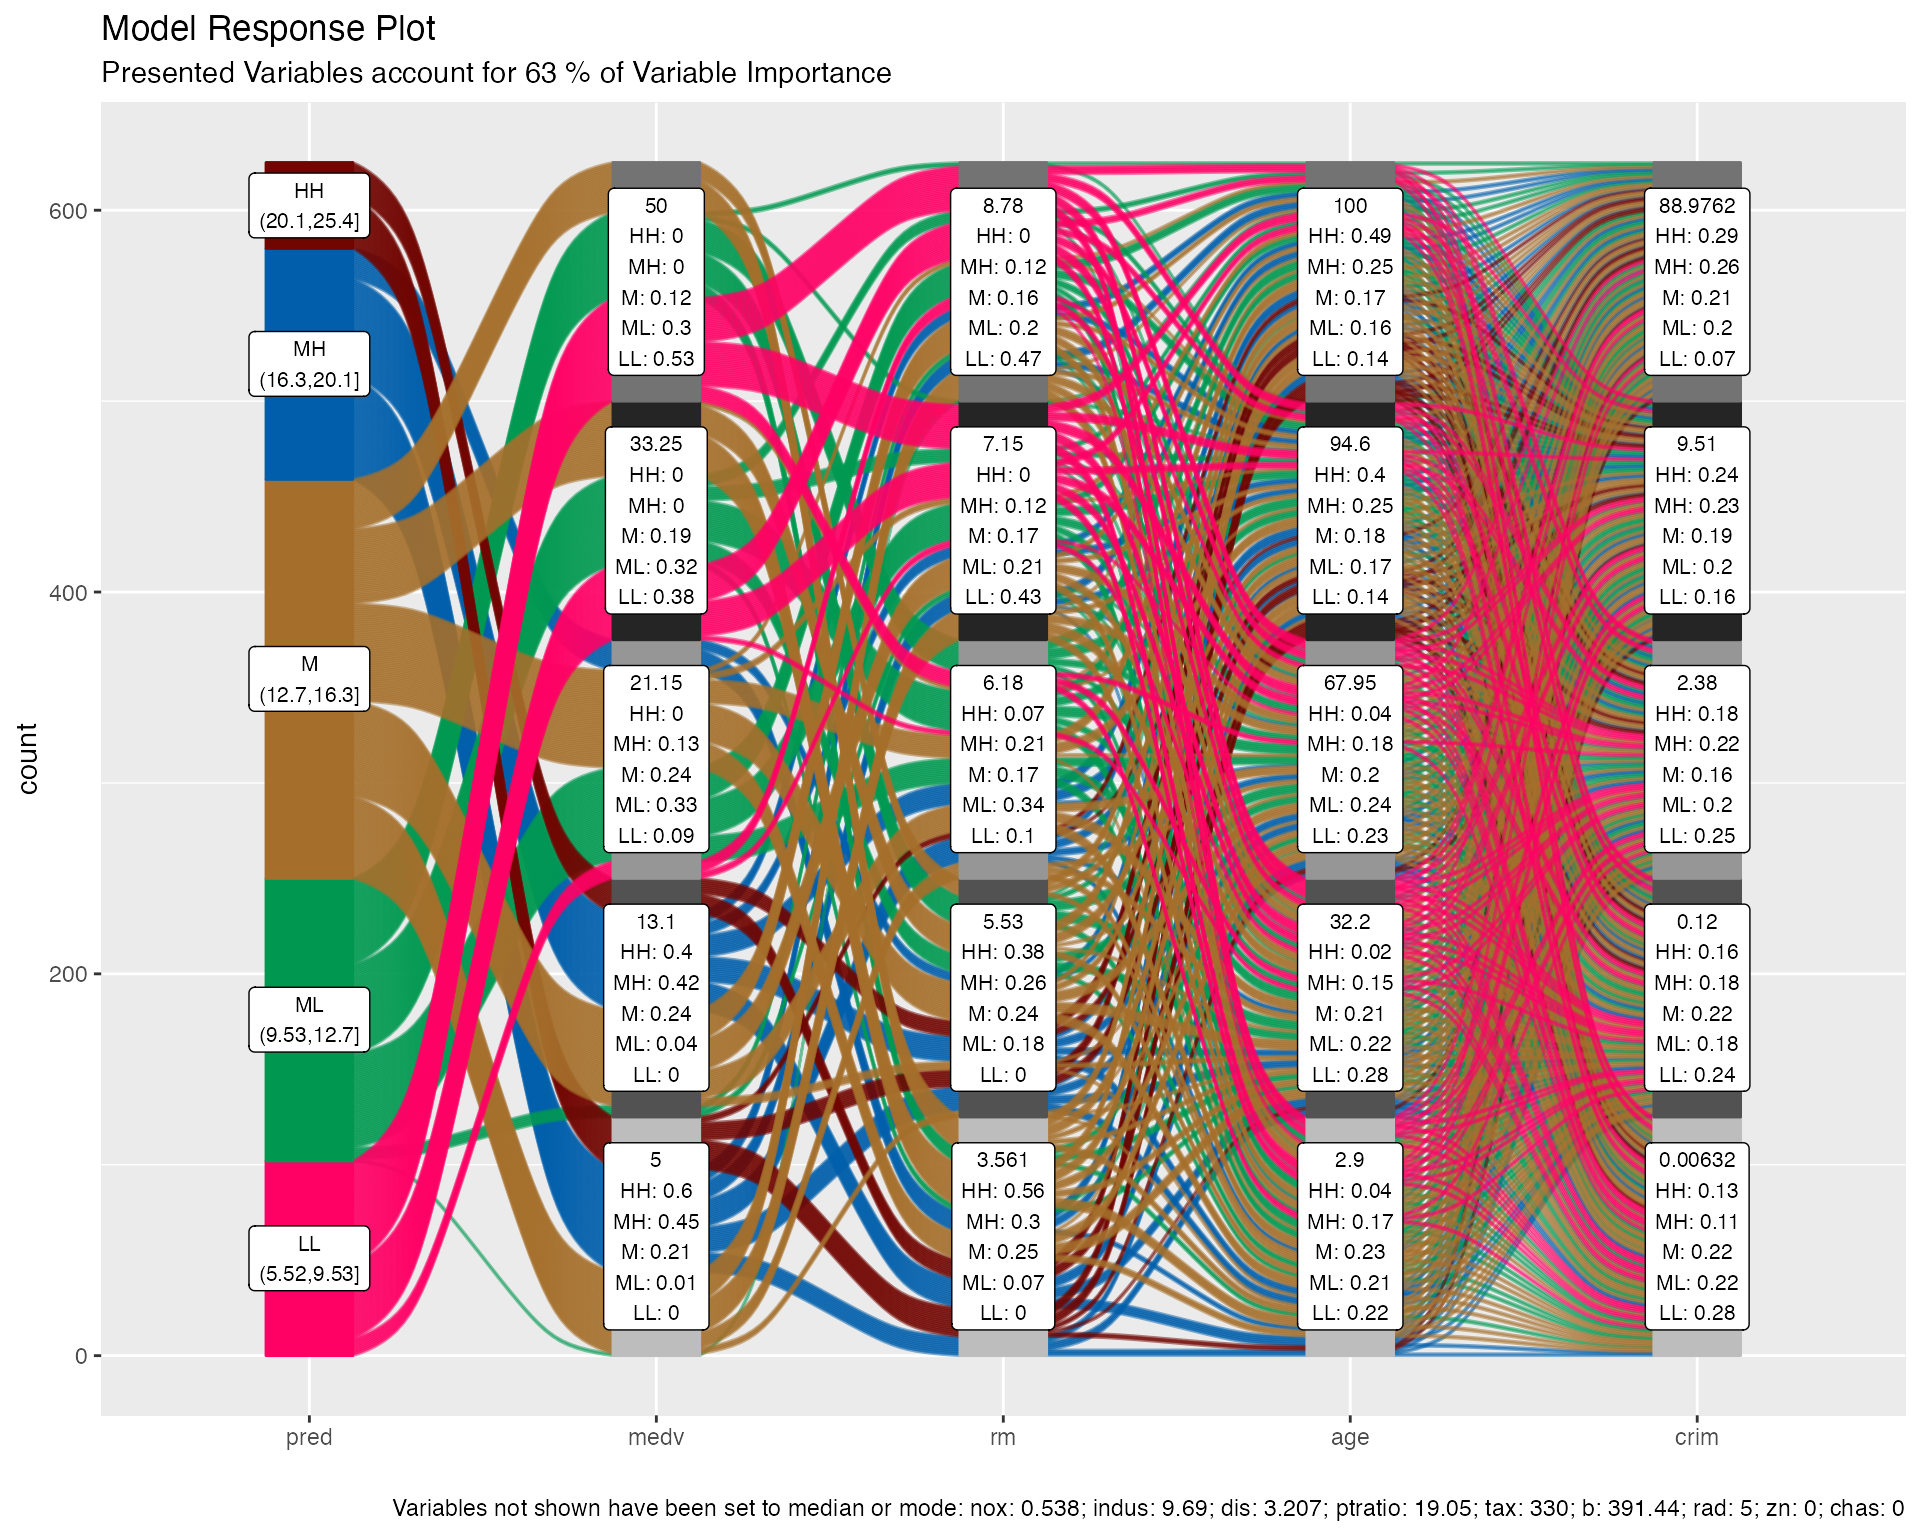 Model Response Plot
Presented Variables account for 63 % of Variable Importance
count
600
400
200
0
HH
(20.1,25.4]
MH
(16.3,20.1]
M
(12.7,16.3]
ML
(9.53,12.7]
LL
(5.52,9.53]
50
HH: 0
MH: 0
M: 0.12
ML: 0.3
LL: 0.53
33.25
HH: 0
MH: 0
M: 0.19
ML: 0.32
LL: 0.38
21.15
HH: 0
MH: 0.13
M: 0.24
ML: 0.33
LL: 0.09
13.1
HH: 0.4
MH: 0.42
M: 0.24
ML: 0.04
LL: 0
5
HH: 0.6
MH: 0.45
M: 0.21
ML: 0.01
LL: 0
8.78
HH: 0
MH: 0.12
M: 0.16
ML: 0.2
LL: 0.47
7.15
HH: 0
MH: 0.12
M: 0.17
ML: 0.21
LL: 0.43
6.18
HH: 0.07
MH: 0.21
M: 0.17
ML: 0.34
LL: 0.1
5.53
HH: 0.38
MH: 0.26
M: 0.24
ML: 0.18
LL: 0
3.561
HH: 0.56
MH: 0.3
M: 0.25
ML: 0.07
LL: 0
100
HH: 0.49
MH: 0.25
M: 0.17
ML: 0.16
LL: 0.14
94.6
HH: 0.4
MH: 0.25
M: 0.18
ML: 0.17
LL: 0.14
67.95
HH: 0.04
MH: 0.18
M: 0.2
ML: 0.24
LL: 0.23
32.2
HH: 0.02
MH: 0.15
M: 0.21
ML: 0.22
LL: 0.28
2.9
HH: 0.04
MH: 0.17
M: 0.23
ML: 0.21
LL: 0.22
88.9762
HH: 0.29
MH: 0.26
M: 0.21
ML: 0.2
LL: 0.07
9.51
HH: 0.24
MH: 0.23
M: 0.19
ML: 0.2
LL: 0.16
2.38
HH: 0.18
MH: 0.22
M: 0.16
ML: 0.2
LL: 0.25
0.12
HH: 0.16
MH: 0.18
M: 0.22
ML: 0.18
LL: 0.24
0.00632
HH: 0.13
MH: 0.11
M: 0.22
ML: 0.22
LL: 0.28
pred
medv
rm
age
crim
Variables not shown have been set to median or mode: nox: 0.538; indus: 9.69; dis: 3.207; ptratio: 19.05; tax: 330; b: 391.44; rad: 5; zn: 0; chas: 0